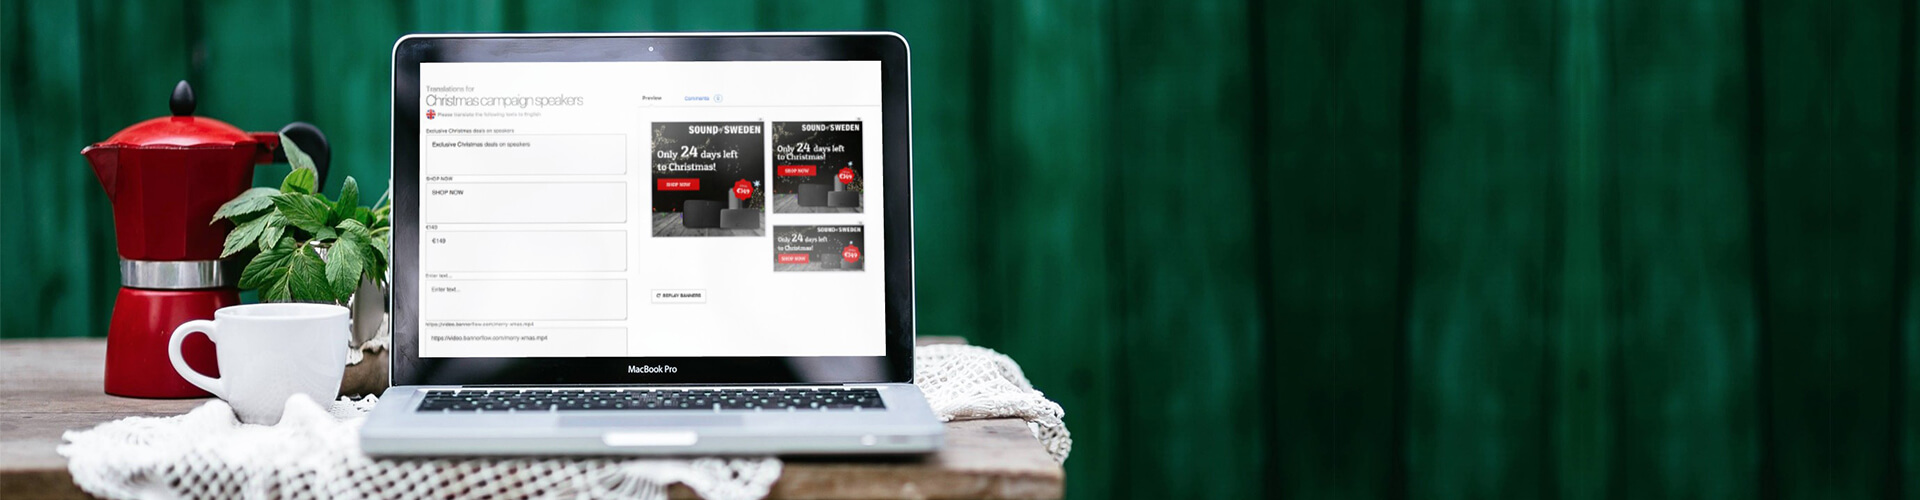 Translations for
Christmas campaign speakers
Please translate the following texts to English
Exclusive Christmas deals on speakers
Exclusive Christmas deals on speakers
SHOP NOW
SHOP NOW
€149
€149
Enter text...
Enter text...
https://video.bannerflow.com/merry-xmas.mp4
https://video.bannerflow.com/merry-xmas.mp4
Preview
Comments
SOUND of SWEDEN
Only 24 days left
to Christmas!
SHOP NOW
€349
SOUND of SWEDEN
Only 24 days left
to Christmas!
SHOP NOW
€349
SOUND of SWEDEN
Only 24 days left
to Christmas!
SHOP NOW
€349
REPLAY BANNERS
MacBook Pro